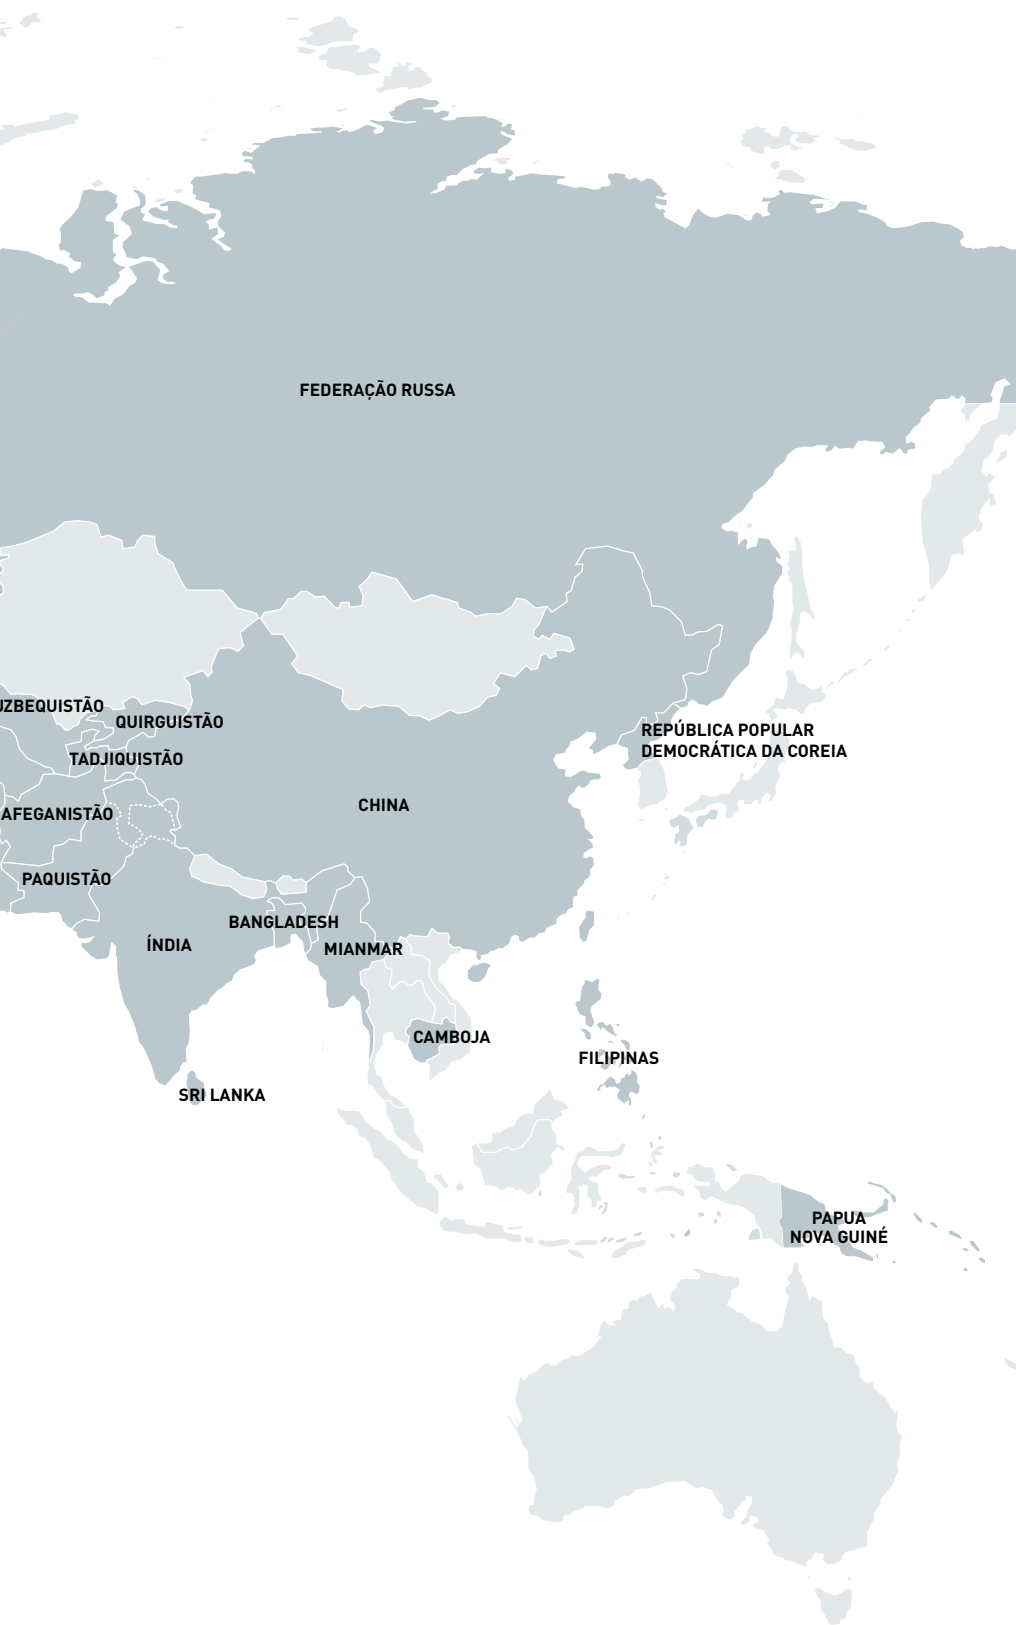 FEDERAÇÃO RUSSA
UZBEQUISTÃO
QUIRGUISTÃO
REPÚBLICA POPULAR
DEMOCRÁTICA DA COREIA
TADJIQUISTÃO
CHINA
AFEGANISTÃO
PAQUISTÃO
BANGLADESH
ÍNDIA
MIANMAR
CAMBOJA
FILIPINAS
SRI LANKA
PAPUA
NOVA GUINÉ